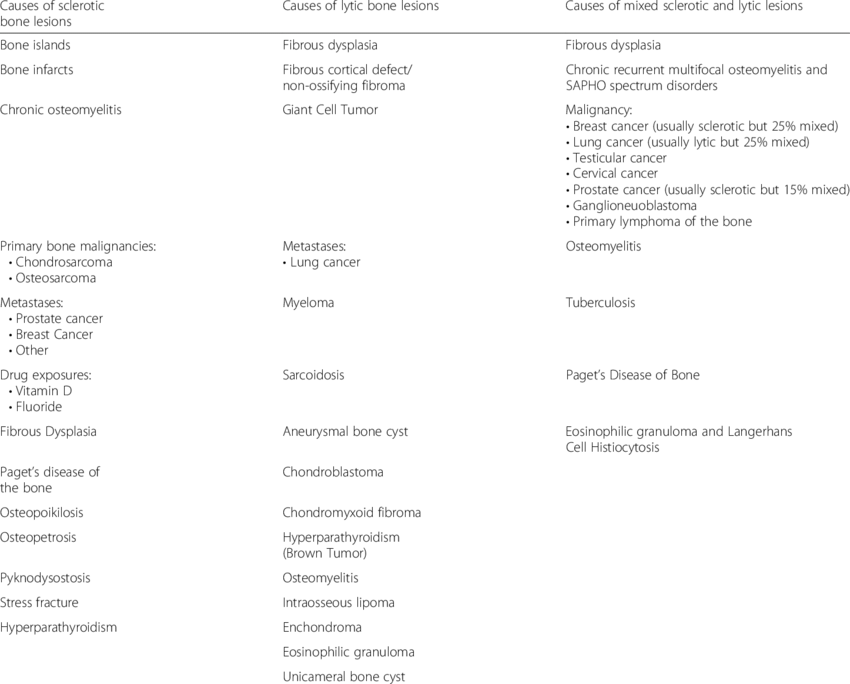 Causes of sclerotic
bone lesions
Causes of lytic bone lesions
Causes of mixed sclerotic and lytic lesions
Bone islands
Fibrous dysplasia
Fibrous dysplasia
Bone infarcts
Fibrous cortical defect/
non-ossifying fibroma
Chronic recurrent multifocal osteomyelitis and
SAPHO spectrum disorders
Chronic osteomyelitis
Giant Cell Tumor
Malignancy:
• Breast cancer (usually sclerotic but 25% mixed)
• Lung cancer (usually lytic but 25% mixed)
• Testicular cancer
• Cervical cancer
• Prostate cancer (usually sclerotic but 15% mixed)
• Ganglioneuoblastoma
• Primary lymphoma of the bone
Primary bone malignancies:
• Chondrosarcoma
• Osteosarcoma
Metastases:
• Lung cancer
Osteomyelitis
Metastases:
• Prostate cancer
• Breast Cancer
• Other
Myeloma
Tuberculosis
Drug exposures:
• Vitamin D
• Fluoride
Sarcoidosis
Paget's Disease of Bone
Fibrous Dysplasia
Aneurysmal bone cyst
Eosinophilic granuloma and Langerhans
Cell Histiocytosis
Paget's disease of
the bone
Chondroblastoma
Osteopoikilosis
Chondromyxoid fibroma
Osteopetrosis
Hyperparathyroidism
(Brown Tumor)
Pyknodysostosis
Osteomyelitis
Stress fracture
Intraosseous lipoma
Hyperparathyroidism
Enchondroma
Eosinophilic granuloma
Unicameral bone cyst